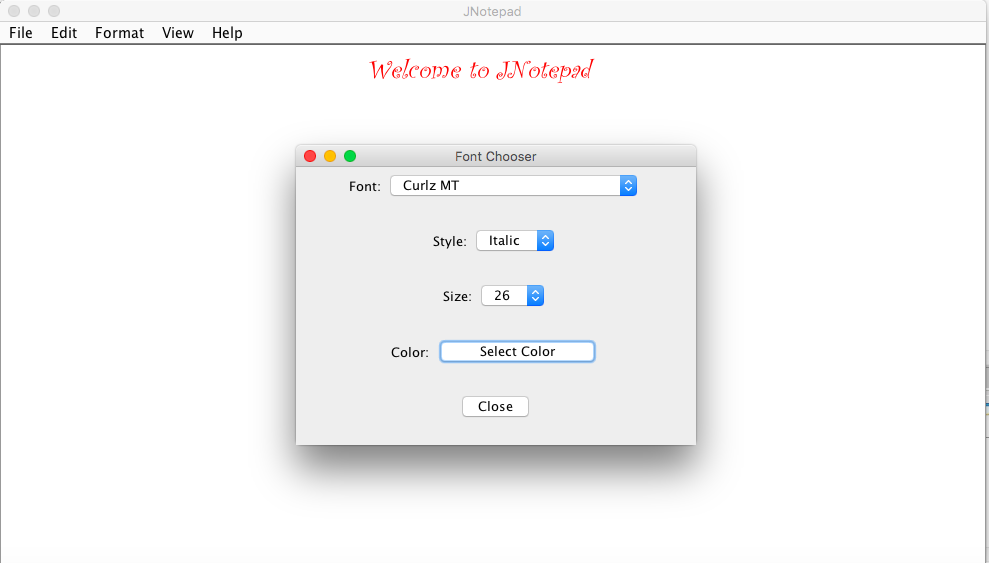 JNotepad
File Edit Format View Help
Welcome to JNotepad
Font Chooser
Font: Curlz MT
Style: Italic
Size: 26
Color: Select Color
Close